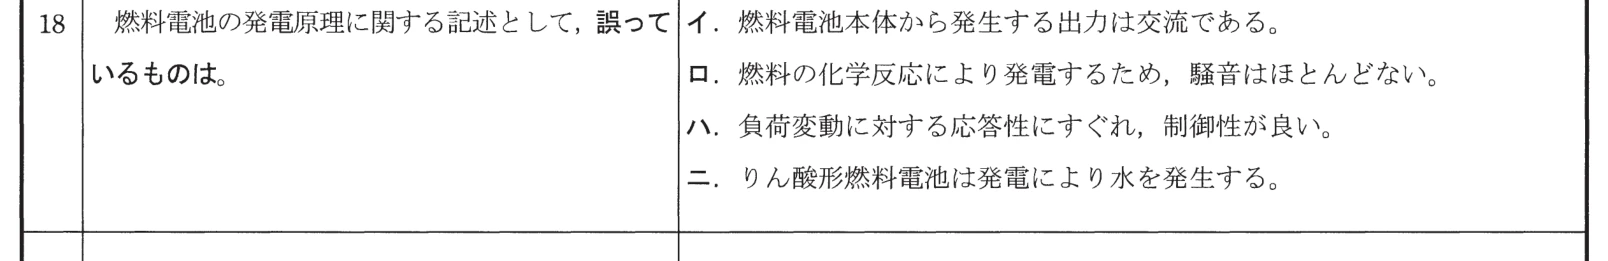 18 燃料電池の発電原理に関する記述として，誤って
いるものは。
イ．燃料電池本体から発生する出力は交流である。
ロ．燃料の化学反応により発電するため，騒音はほとんどない。
ハ．負荷変動に対する応答性にすぐれ，制御性が良い。
ニ．りん酸形燃料電池は発電により水を発生する。